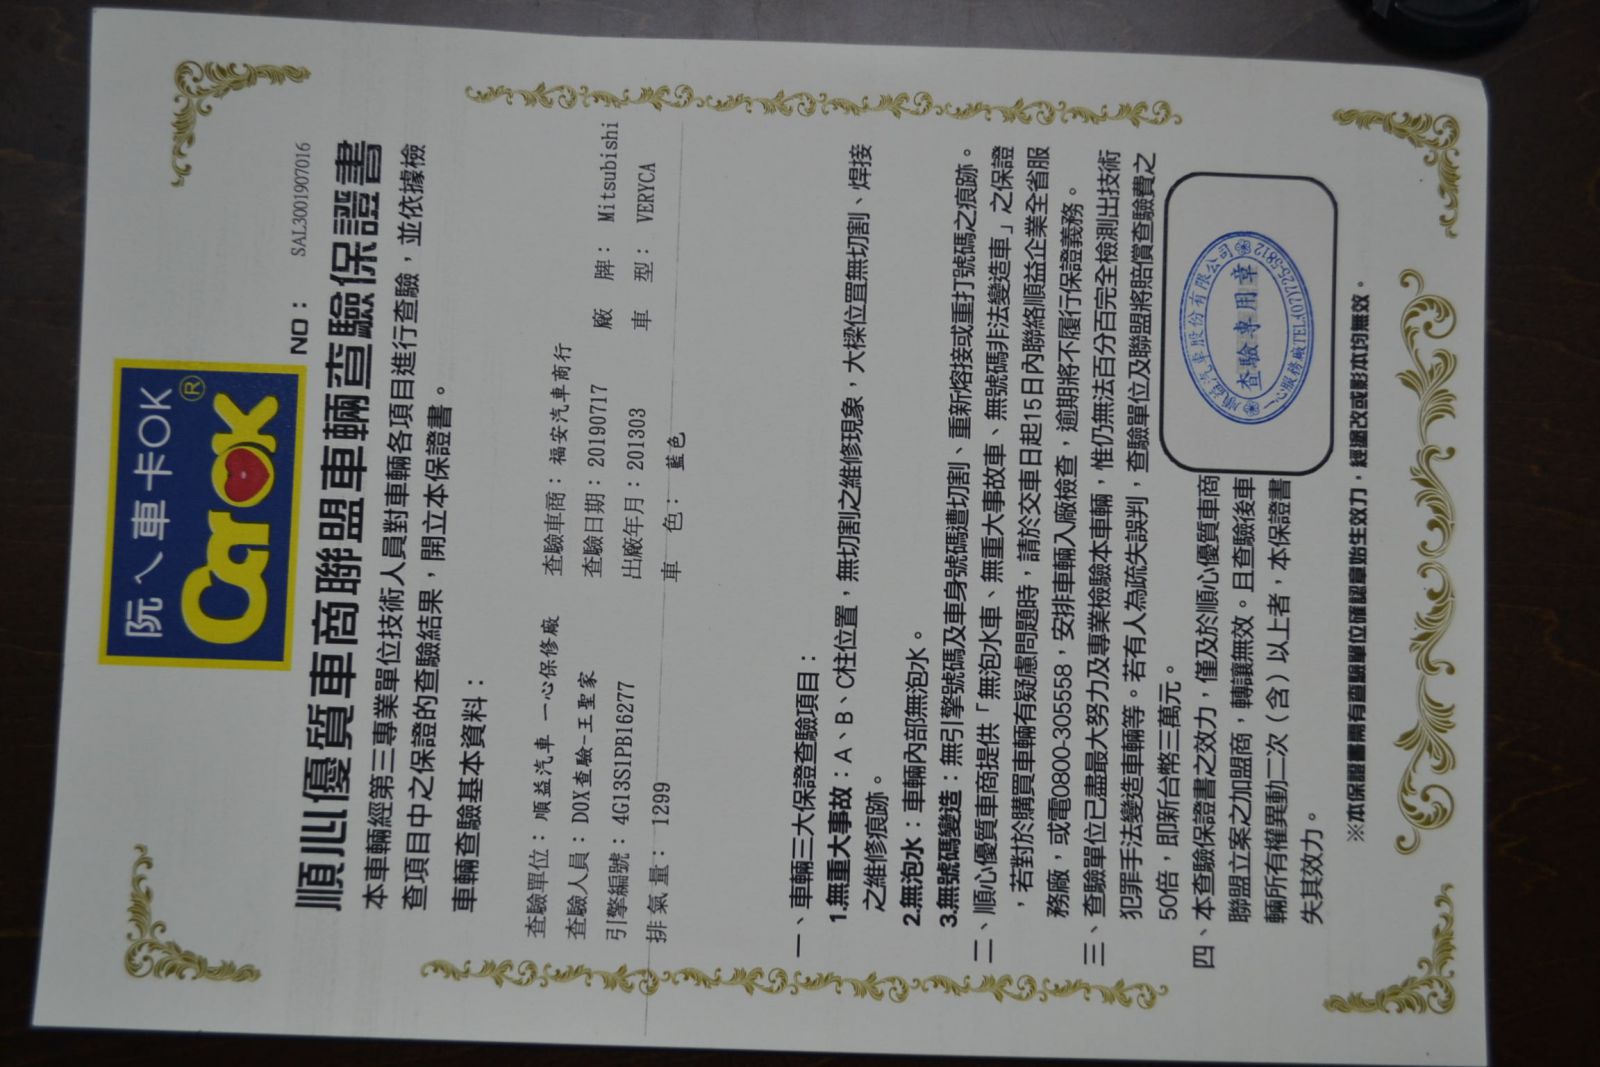 阮ㄟ車卡OK
Car OK ®
NO： SAL3001907016
順心優質車商聯盟車輛查驗保證書
本車輛經第三專業單位技術人員對車輛各項目進行查驗，並依據檢
查項目中之保證的查驗結果，開立本保證書。
車輛查驗基本資料：
查驗單位：順益汽車 一心保修廠 查驗車商：福安汽車商行
查驗人員：DOX查驗-王聖家 查驗日期：20190717 廠 牌： Mitsubishi
引擎編號：4G13S1PB16277 出廠年月：201303 車 型： VERYCA
排 氣 量：1299 車 色：藍色
一、車輛三大保證查驗項目：
1.無重大事故：A、B、C柱位置，無切割之維修現象，大樑位置無切割、焊接
之維修痕跡。
2.無泡水：車輛內部無泡水。
3.無號碼變造：無引擎號碼及車身號碼遭切割、重新熔接或重打號碼之痕跡。
二、順心優質車商提供「無泡水車、無重大事故車、無號碼非法變造車」之保證
，若對於購買車輛有疑慮問題時，請於交車日起15日內聯絡順益企業全省服
務廠，或電0800-305558，安排車輛入廠檢查，逾期將不履行保證義務。
三、查驗單位已盡最大努力及專業檢驗本車輛，惟仍無法百分百完全檢測出技術
犯罪手法變造車輛等。若有人為疏失誤判，查驗單位及聯盟將賠償查驗費之
50倍，即新台幣三萬元。
四、本查驗保證書之效力，僅及於順心優質車商
聯盟立案之加盟商，轉讓無效。且查驗後車
輛所有權異動二次（含）以上者，本保證書
失其效力。
順益汽車股份有限公司
查驗專用章
一心服務廠TEL:(07)7255812
※本保證書需有查驗單位確認章始生效力，經塗改或影本均無效。